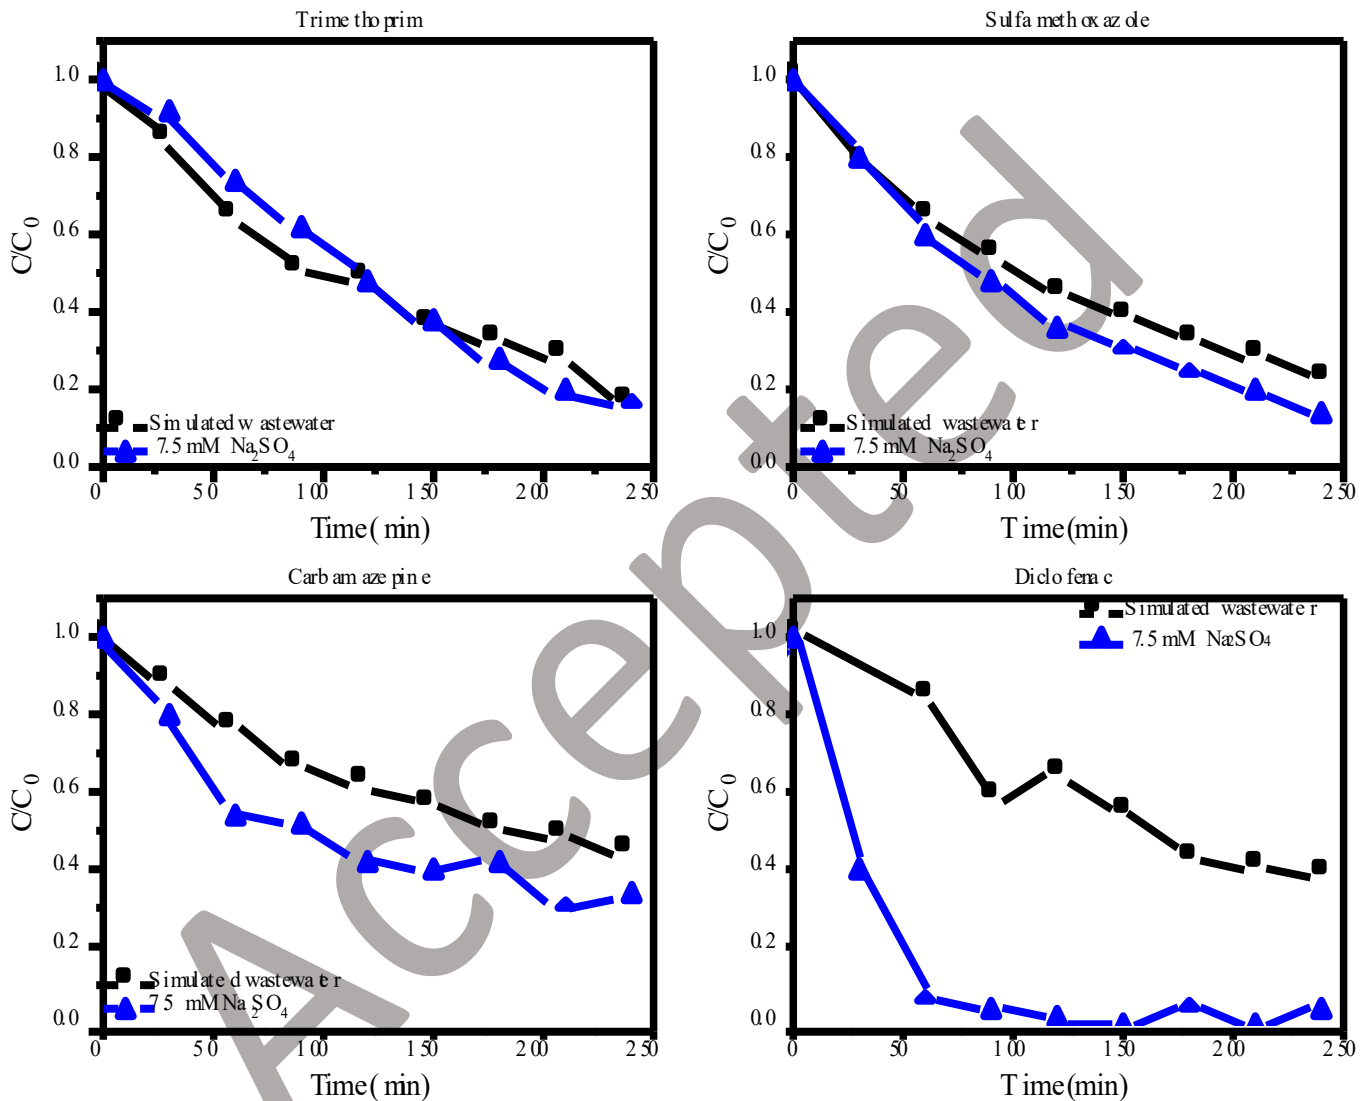 Trimethoprim
1.0
0.8
0.6
0.4
0.2
0.0
C/C0
Simulated wastewater
7.5 mM Na2SO4
0 50 100 150 200 250
Time (min)
Sulfamethoxazole
1.0
0.8
0.6
0.4
0.2
0.0
C/C0
Simulated wastewater
7.5 mM Na2SO4
0 50 100 150 200 250
Time (min)
Carbamazepine
1.0
0.8
0.6
0.4
0.2
0.0
C/C0
Simulated wastewater
7.5 mM Na2SO4
0 50 100 150 200 250
Time (min)
Diclofenac
Simulated wastewater
7.5 mM Na2SO4
1.0
0.8
0.6
0.4
0.2
0.0
C/C0
0 50 100 150 200 250
Time (min)
Accepted